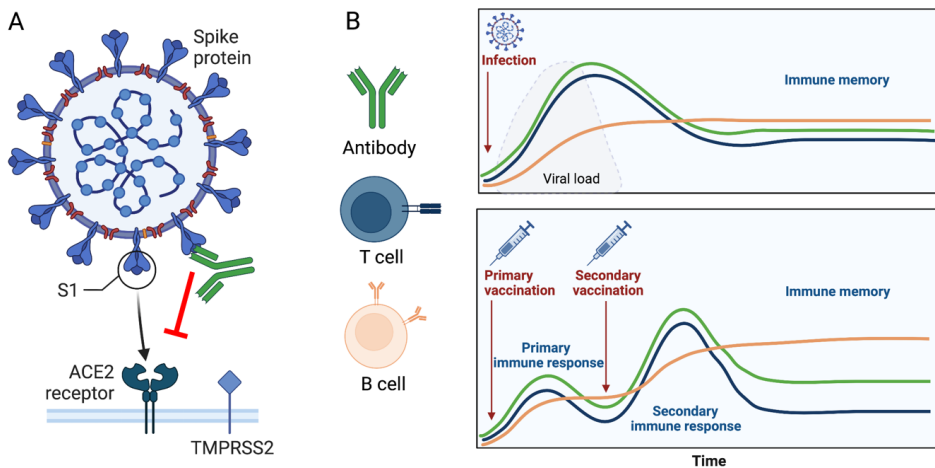 A
Spike
protein
S1
ACE2
receptor
TMPRSS2
B
Antibody
T cell
B cell
Infection
Immune memory
Viral load
Primary
vaccination
Secondary
vaccination
Immune memory
Primary
immune response
Secondary
immune response
Time